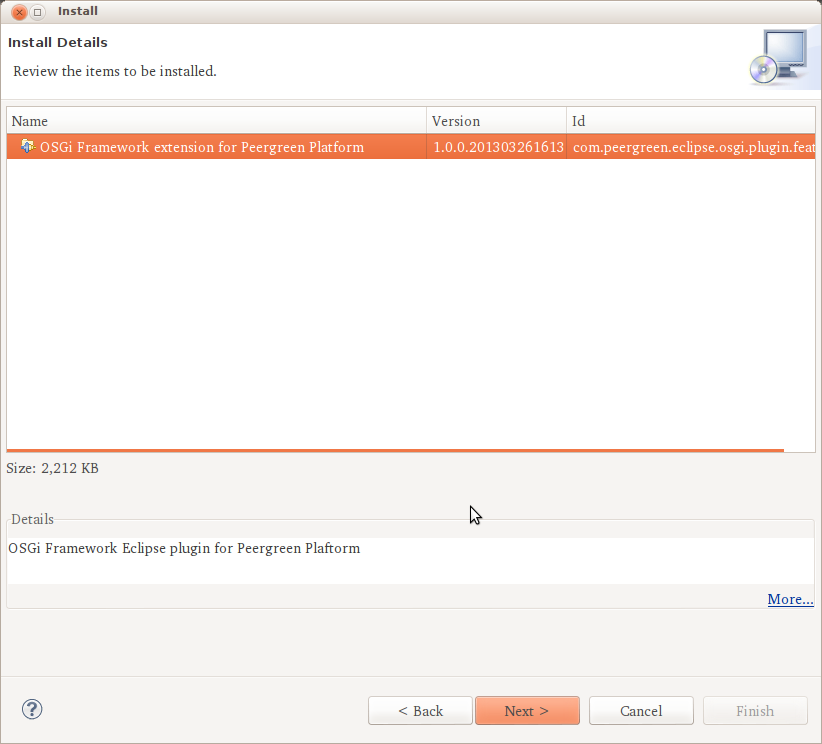 Install
Install Details
Review the items to be installed.
Name Version Id
OSGi Framework extension for Peergreen Platform 1.0.0.201303261613 com.peergreen.eclipse.osgi.plugin.feat
Size: 2,212 KB
Details
OSGi Framework Eclipse plugin for Peergreen Plaftorm
More...
?
< Back Next > Cancel Finish